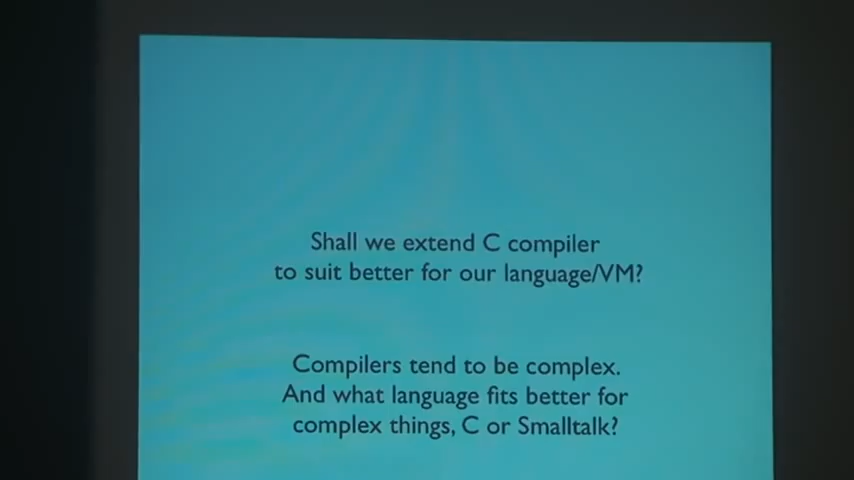 Shall we extend C compiler
to suit better for our language/VM?
Compilers tend to be complex.
And what language fits better for
complex things, C or Smalltalk?